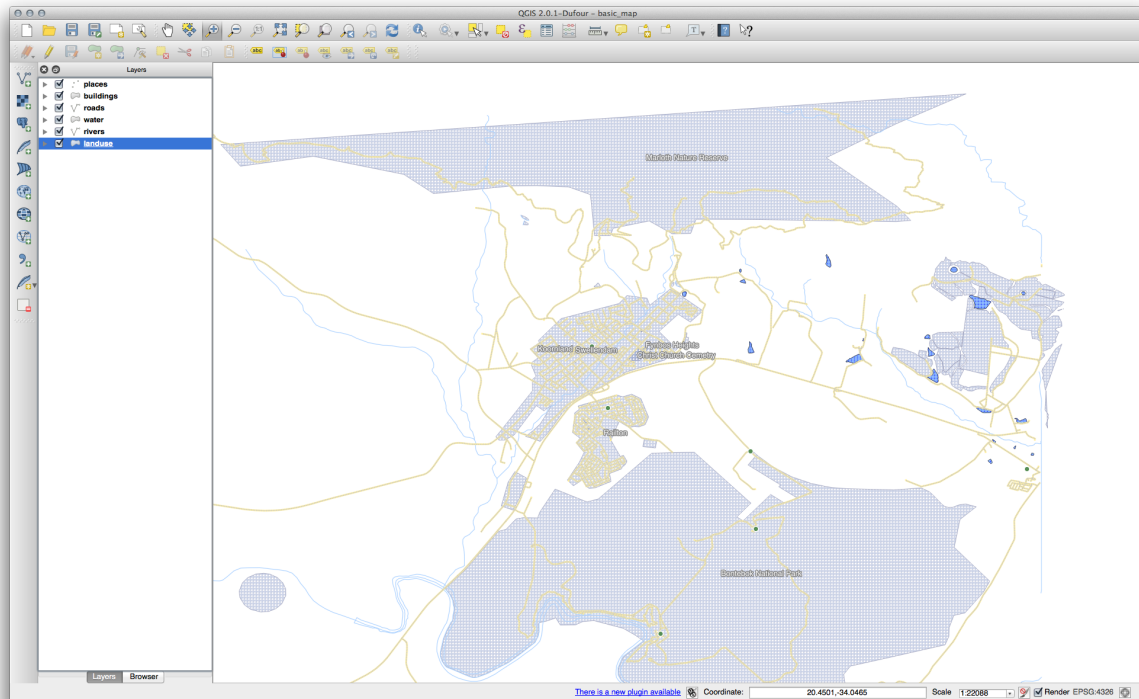 QGIS 2.0.1-Dufour – basic_map
Layers
places
buildings
roads
water
rivers
landuse
Marloth Nature Reserve
Koornland Swellendam
Fynbos Heights
Christ Church Cemetry
Railton
Bontebok National Park
Layers Browser
There is a new plugin available Coordinate: 20.4501,-34.0465 Scale 1:22088 Render EPSG:4326